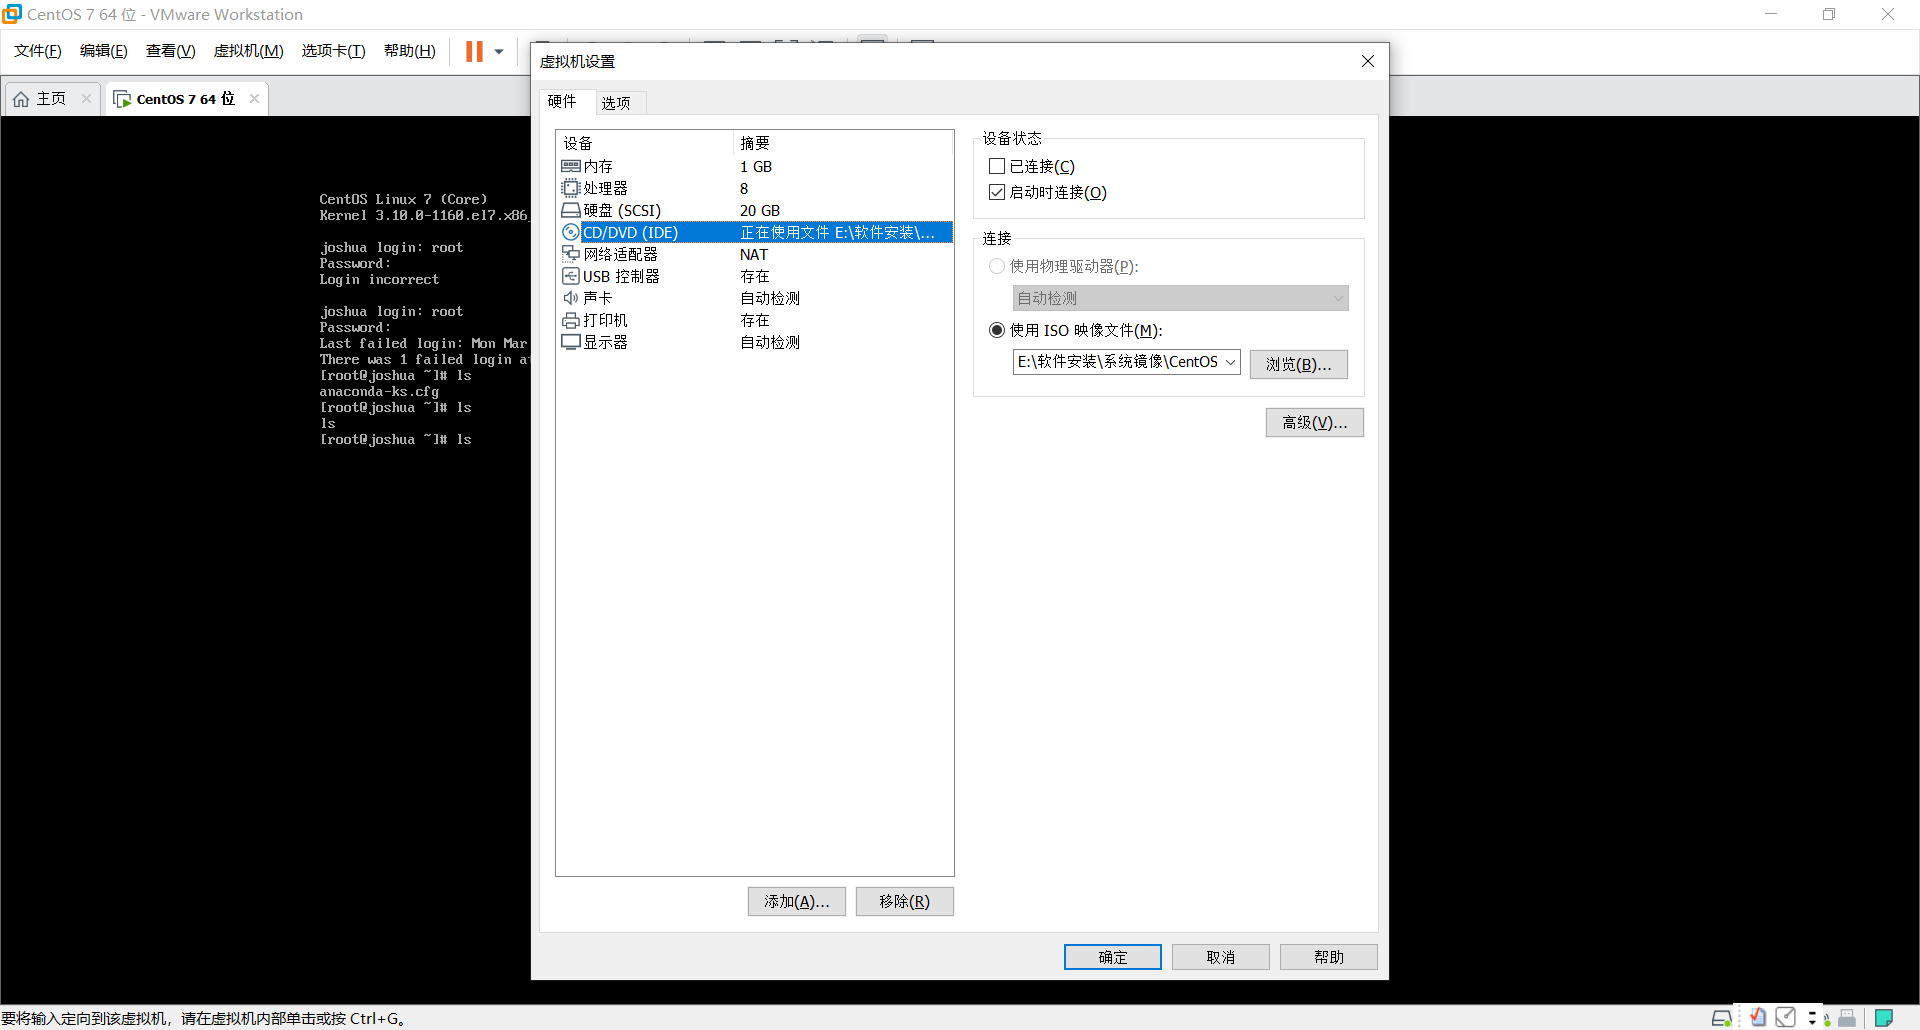 CentOS 7 64 位 - VMware Workstation
文件(F) 编辑(E) 查看(V) 虚拟机(M) 选项卡(T) 帮助(H)
主页 CentOS 7 64 位
CentOS Linux 7 (Core)
Kernel 3.10.0-1160.el7.x86_
joshua login: root
Password:
Login incorrect
joshua login: root
Password:
Last failed login: Mon Mar
There was 1 failed login a
[root@joshua ~]# ls
anaconda-ks.cfg
[root@joshua ~]# ls
ls
[root@joshua ~]# ls
虚拟机设置
硬件 选项
设备 摘要
内存 1 GB
处理器 8
硬盘 (SCSI) 20 GB
CD/DVD (IDE) 正在使用文件 E:\软件安装\...
网络适配器 NAT
USB 控制器 存在
声卡 自动检测
打印机 存在
显示器 自动检测
添加(A)... 移除(R)
设备状态
已连接(C)
启动时连接(O)
连接
使用物理驱动器(P):
自动检测
使用 ISO 映像文件(M):
E:\软件安装\系统镜像\CentOS 浏览(B)...
高级(V)...
确定 取消 帮助
要将输入定向到该虚拟机，请在虚拟机内部单击或按 Ctrl+G。